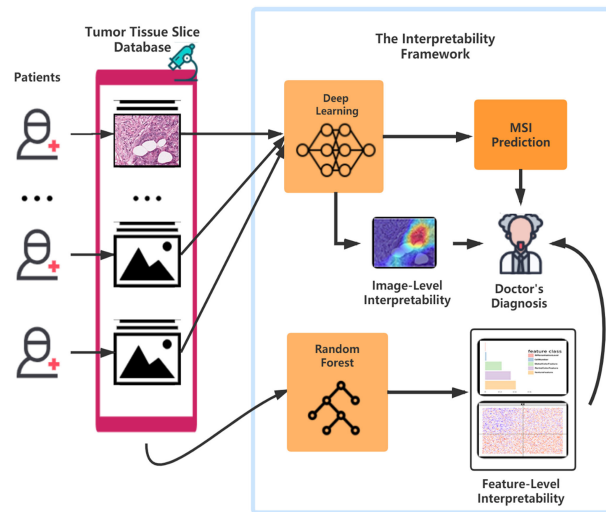 Tumor Tissue Slice
Database
The Interpretability
Framework
Patients
Deep
Learning
MSI
Prediction
Image-Level
Interpretability
Doctor's
Diagnosis
Random
Forest
feature class
Feature-Level
Interpretability